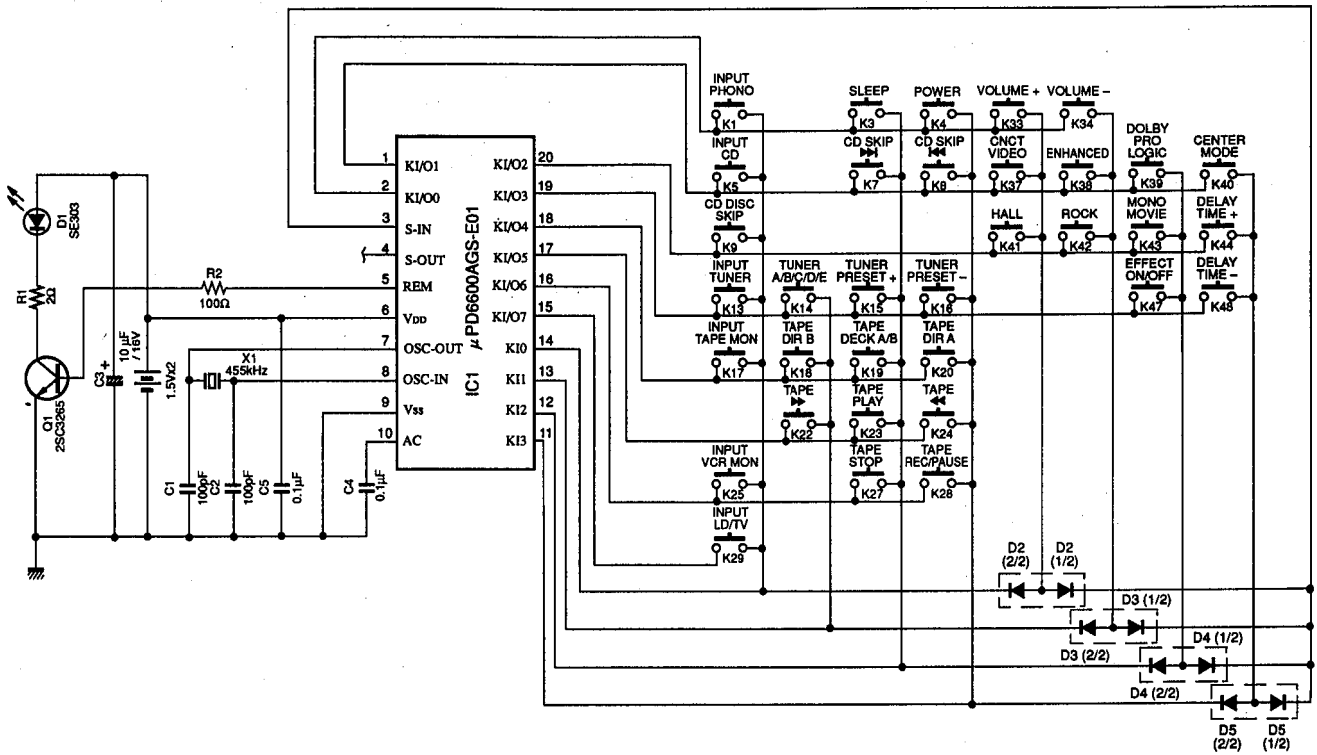 D1
SE303
R1
2Ω
Q1
2SC3265
C3
+
10 μF
/ 16V
1.5Vx2
R2
100Ω
X1
455kHz
C1
100pF
C2
100pF
C5
0.1μF
C4
0.1μF
IC1
μPD6600AGS-E01
1
KI/O1
2
KI/O0
3
S-IN
4
S-OUT
5
REM
6
VDD
7
OSC-OUT
8
OSC-IN
9
VSS
10
AC
20
KI/O2
19
KI/O3
18
KI/O4
17
KI/O5
16
KI/O6
15
KI/O7
14
KI0
13
KI1
12
KI2
11
KI3
INPUT
PHONO
K1
SLEEP
K3
POWER
K4
VOLUME +
K33
VOLUME −
K34
INPUT
CD
K5
CD SKIP
K7
CD SKIP
K8
CNCT
VIDEO
K37
ENHANCED
K38
DOLBY
PRO
LOGIC
K39
CENTER
MODE
K40
CD DISC
SKIP
K9
HALL
K41
ROCK
K42
MONO
MOVIE
K43
DELAY
TIME +
K44
INPUT
TUNER
K13
TUNER
A/B/C/D/E
K14
TUNER
PRESET +
K15
TUNER
PRESET −
K16
EFFECT
ON/OFF
K47
DELAY
TIME −
K48
INPUT
TAPE MON
K17
TAPE
DIR B
K18
TAPE
DECK A/B
K19
TAPE
DIR A
K20
TAPE
K22
TAPE
PLAY
K23
TAPE
K24
INPUT
VCR MON
K25
TAPE
STOP
K27
TAPE
REC/PAUSE
K28
INPUT
LD/TV
K29
D2
(2/2)
D2
(1/2)
D3 (1/2)
D3 (2/2)
D4 (1/2)
D4 (2/2)
D5
(2/2)
D5
(1/2)